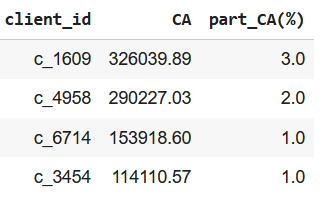 client_id CA part_CA(%)
c_1609 326039.89 3.0
c_4958 290227.03 2.0
c_6714 153918.60 1.0
c_3454 114110.57 1.0